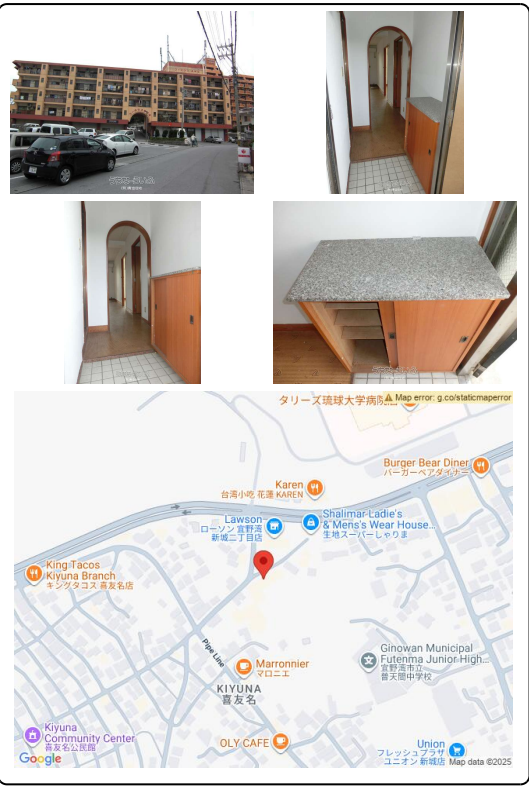 タリーズ琉球大学病院店
Map error: g.co/staticmaperror
Burger Bear Diner
バーガーベアダイナー
Karen
台湾小吃 花蓮 KAREN
Shalimar Ladie's
& Mens's Wear House...
生地スーパーしゃりま
Lawson
ローソン 宜野湾
新城二丁目店
King Tacos
Kiyuna Branch
キングタコス 喜友名店
Pipe Line
Ginowan Municipal
Futenma Junior High...
宜野湾市立
普天間中学校
Marronnier
マロニエ
KIYUNA
喜友名
Kiyuna
Community Center
喜友名公民館
OLY CAFE
Union
フレッシュプラザ
ユニオン 新城店
Google
Map data ©2025